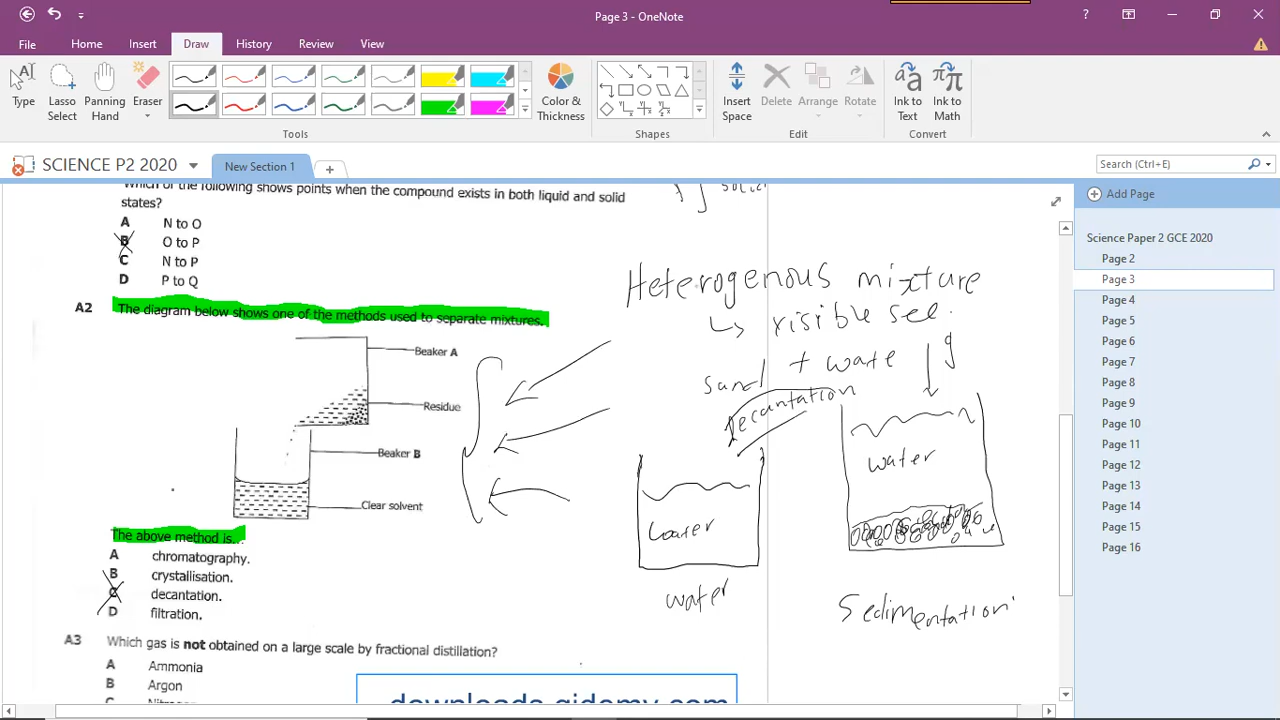 Page 3 - OneNote
?
File
Home
Insert
Draw
History
Review
View
Type
Lasso Select
Panning Hand
Eraser
Color & Thickness
Insert Space
Delete
Arrange
Rotate
Ink to Text
Ink to Math
Tools
Shapes
Edit
Convert
SCIENCE P2 2020
New Section 1
Search (Ctrl+E)
Add Page
Science Paper 2 GCE 2020
Page 2
Page 3
Page 4
Page 5
Page 6
Page 7
Page 8
Page 9
Page 10
Page 11
Page 12
Page 13
Page 14
Page 15
Page 16
Which of the following shows points when the compound exists in both liquid and solid
states?
A N to O
B O to P
C N to P
D P to Q
A2 The diagram below shows one of the methods used to separate mixtures.
Beaker A
Residue
Beaker B
Clear solvent
The above method is...
A chromatography.
B crystallisation.
C decantation.
D filtration.
A3 Which gas is not obtained on a large scale by fractional distillation?
A Ammonia
B Argon
C Nitrogen
downloads.gidemy.com
Heterogenous mixture
sand + wate
Decantation
water
water
water
Sedimentation